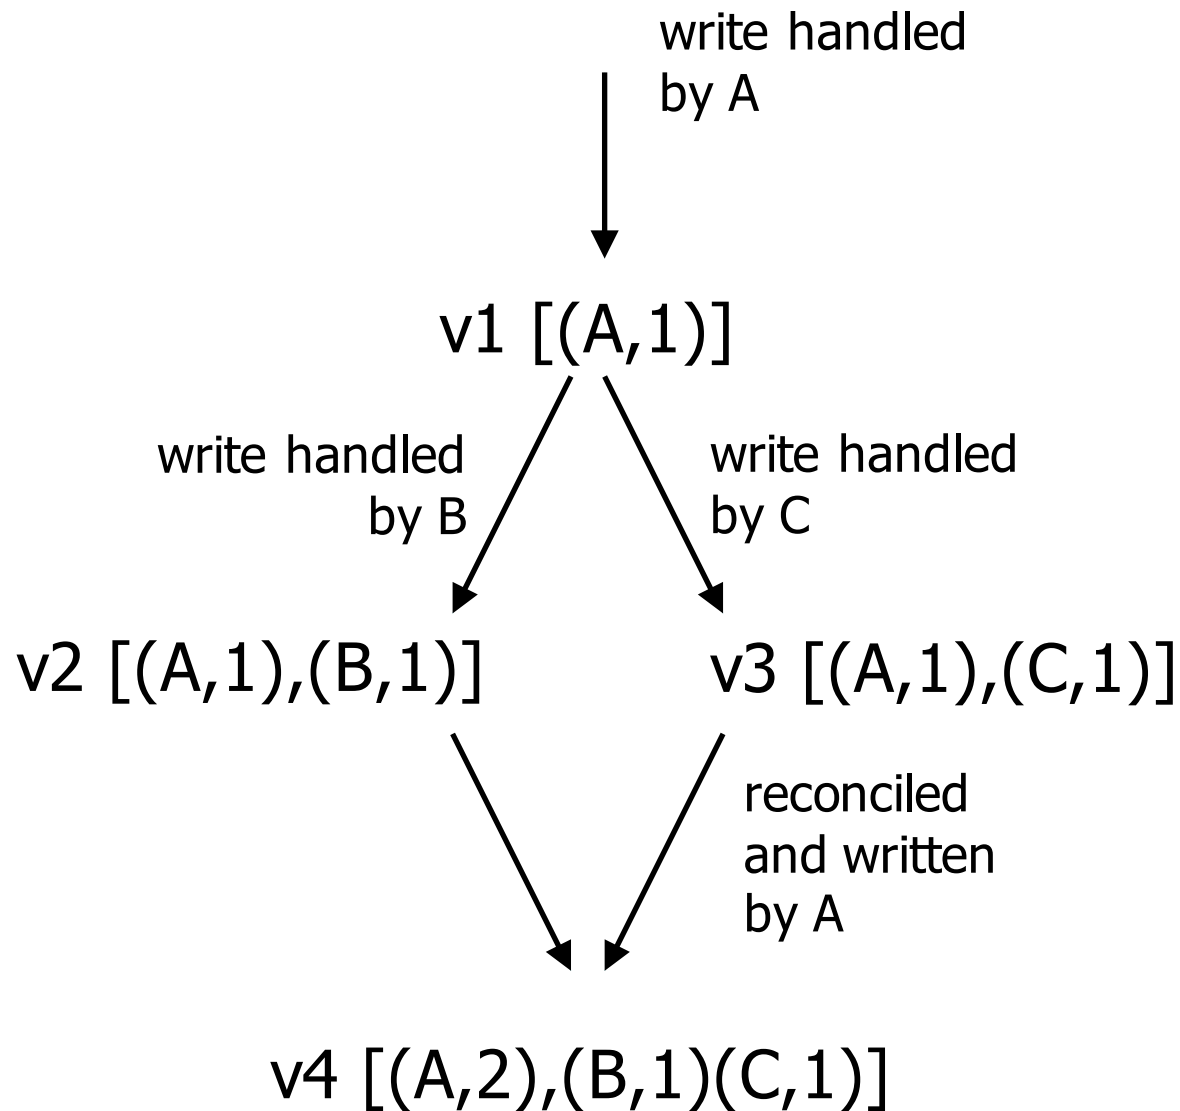 write handled
by A
v1 [(A,1)]
write handled
by B
write handled
by C
v2 [(A,1),(B,1)]
v3 [(A,1),(C,1)]
reconciled
and written
by A
v4 [(A,2),(B,1)(C,1)]